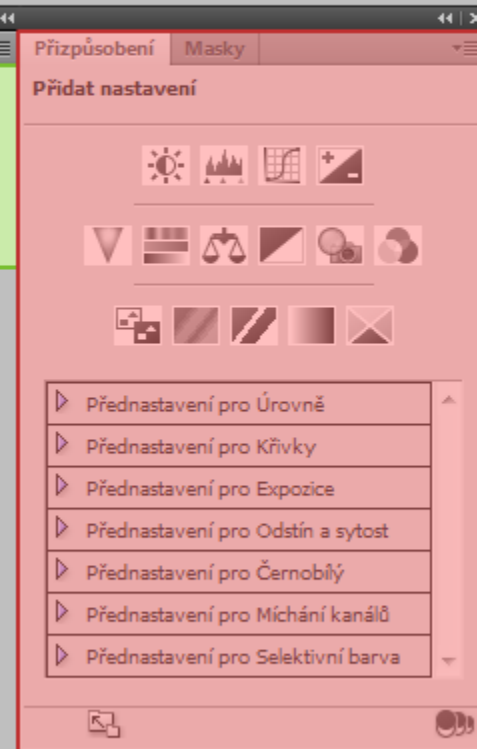 Přizpůsobení Masky
Přidat nastavení
Přednastavení pro Úrovně
Přednastavení pro Křivky
Přednastavení pro Expozice
Přednastavení pro Odstín a sytost
Přednastavení pro Černobílý
Přednastavení pro Míchání kanálů
Přednastavení pro Selektivní barva